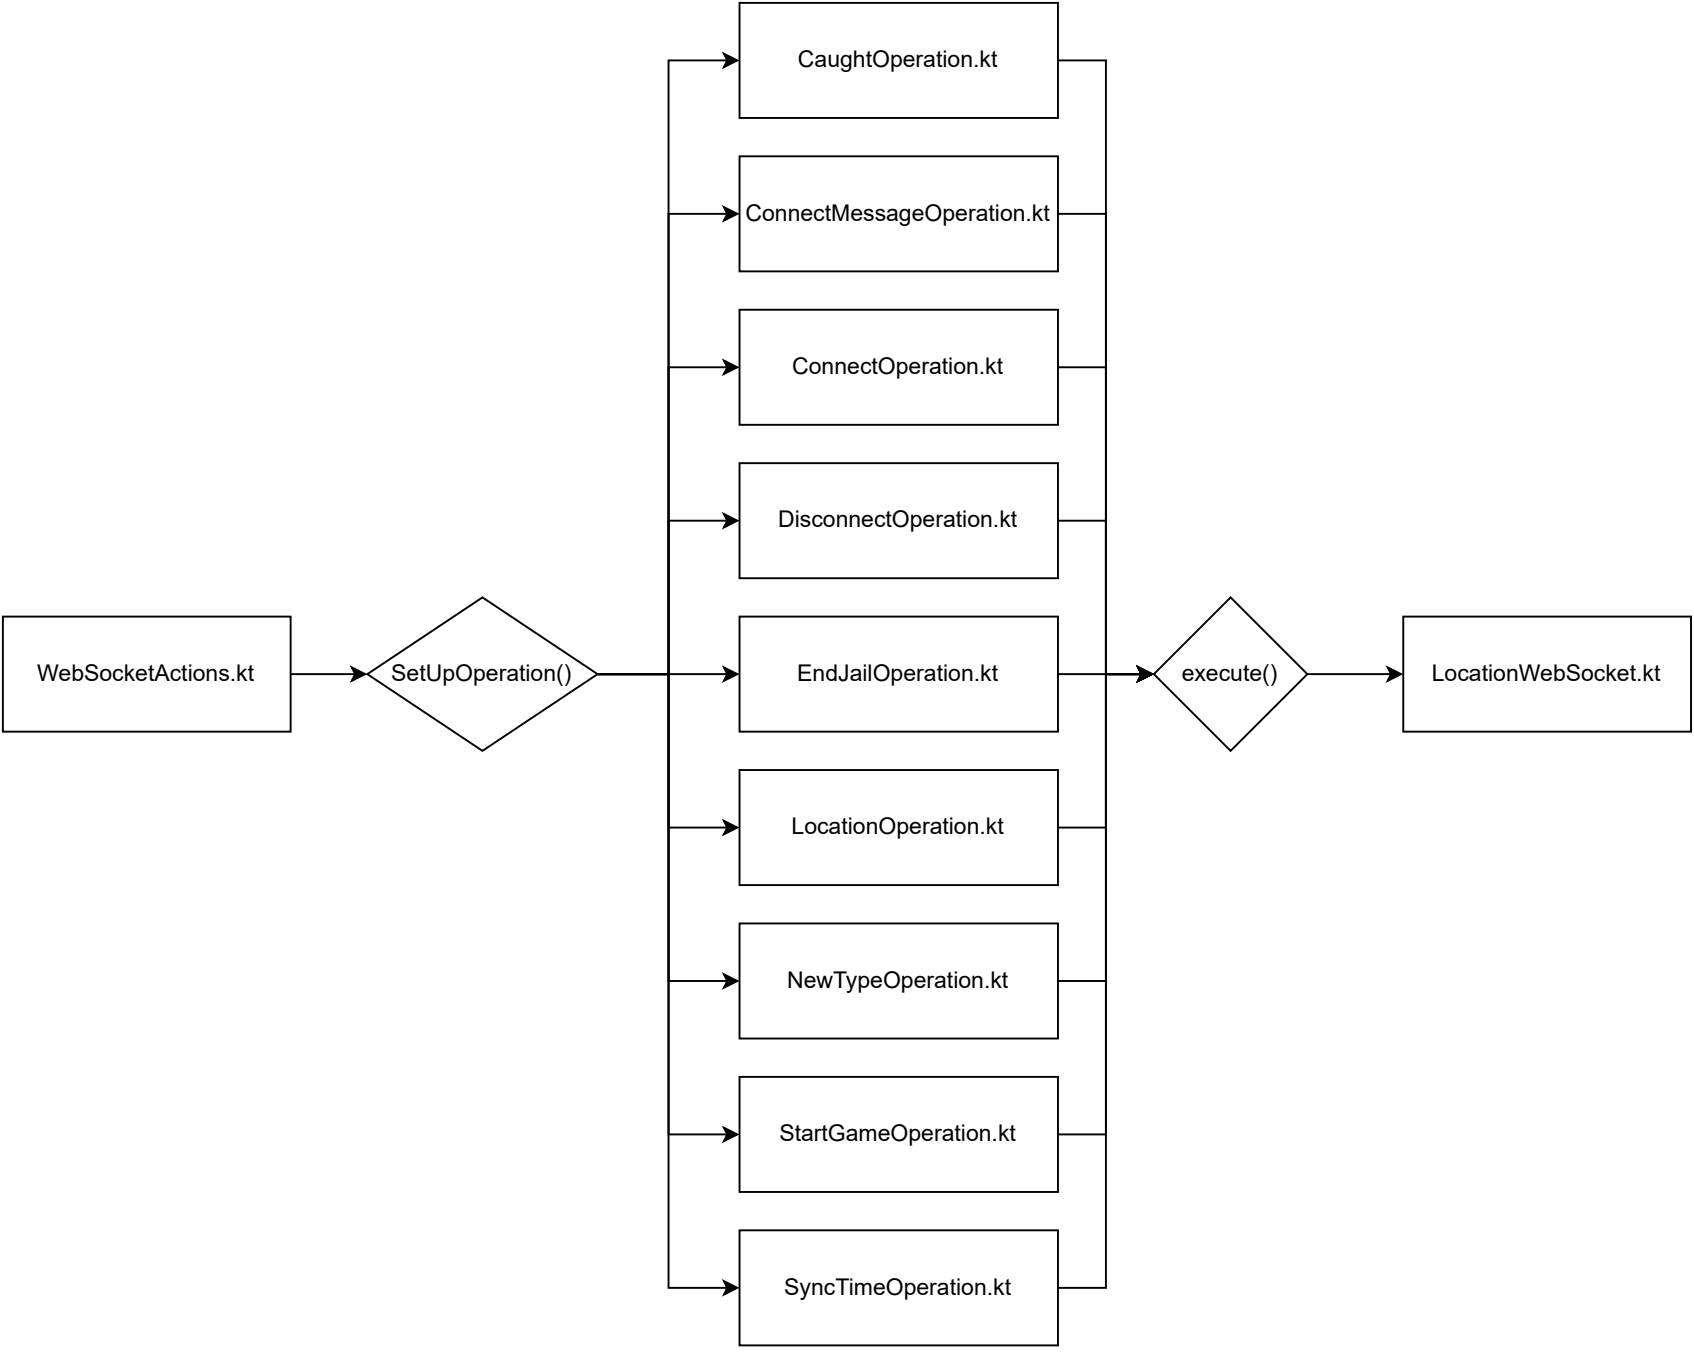 WebSocketActions.kt
SetUpOperation()
CaughtOperation.kt
ConnectMessageOperation.kt
ConnectOperation.kt
DisconnectOperation.kt
EndJailOperation.kt
LocationOperation.kt
NewTypeOperation.kt
StartGameOperation.kt
SyncTimeOperation.kt
execute()
LocationWebSocket.kt